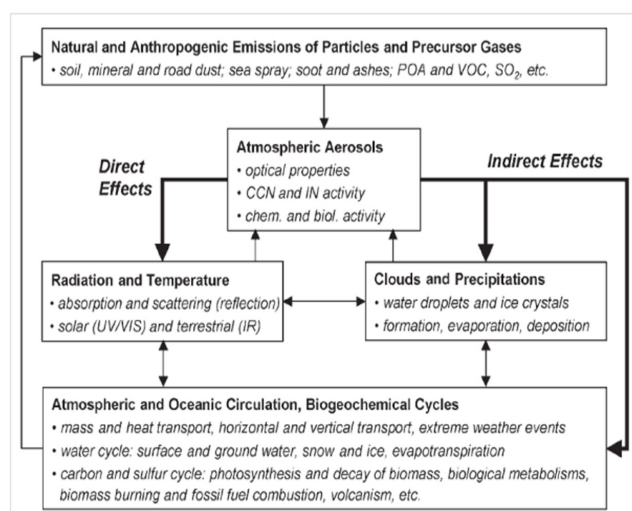 Natural and Anthropogenic Emissions of Particles and Precursor Gases
• soil, mineral and road dust; sea spray; soot and ashes; POA and VOC, SO₂, etc.
Atmospheric Aerosols
• optical properties
• CCN and IN activity
• chem. and biol. activity
Direct
Effects
Indirect Effects
Radiation and Temperature
• absorption and scattering (reflection)
• solar (UV/VIS) and terrestrial (IR)
Clouds and Precipitations
• water droplets and ice crystals
• formation, evaporation, deposition
Atmospheric and Oceanic Circulation, Biogeochemical Cycles
• mass and heat transport, horizontal and vertical transport, extreme weather events
• water cycle: surface and ground water, snow and ice, evapotranspiration
• carbon and sulfur cycle: photosynthesis and decay of biomass, biological metabolisms,
biomass burning and fossil fuel combustion, volcanism, etc.